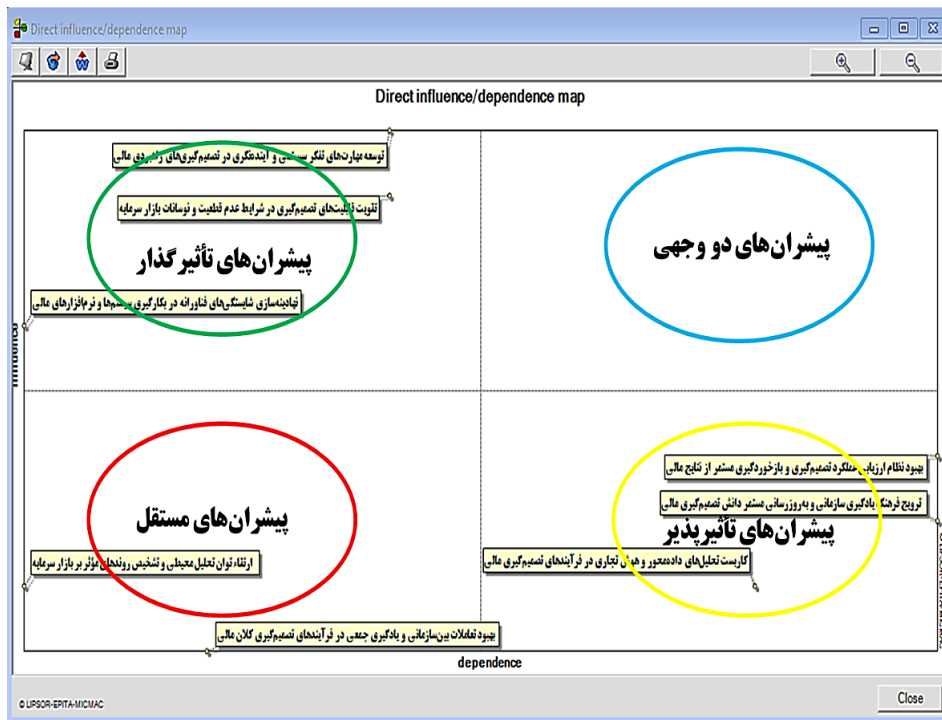 Direct influence/dependence map
Direct influence/dependence map
توسعه مهارت‌های تفکر سیستمی و آینده‌نگری در تصمیم‌گیری‌های راهبردی مالی
تقویت قابلیت‌های تصمیم‌گیری در شرایط عدم قطعیت و نوسانات بازار سرمایه
پیشران‌های دو وجهی
پیشران‌های تأثیرگذار
نهادینه‌سازی شایستگی‌های فناورانه در بکارگیری سیستم‌ها و نرم‌افزارهای مالی
influence
بهبود نظام ارزیابی عملکرد تصمیم‌گیری و بازخوردگیری مستمر از نتایج مالی
ترویج فرهنگ یادگیری سازمانی و به‌روزرسانی مستمر دانش تصمیم‌گیری مالی
پیشران‌های مستقل
پیشران‌های تأثیرپذیر
کاربست تحلیل‌های داده‌محور و هوش تجاری در فرآیندهای تصمیم‌گیری مالی
ارتقاء توان تحلیل محیطی و تشخیص روندهای مؤثر بر بازار سرمایه
بهبود تعاملات بین‌سازمانی و یادگیری جمعی در فرآیندهای تصمیم‌گیری کلان مالی
dependence
© LIPSOR-EPITA-MICMAC
Close